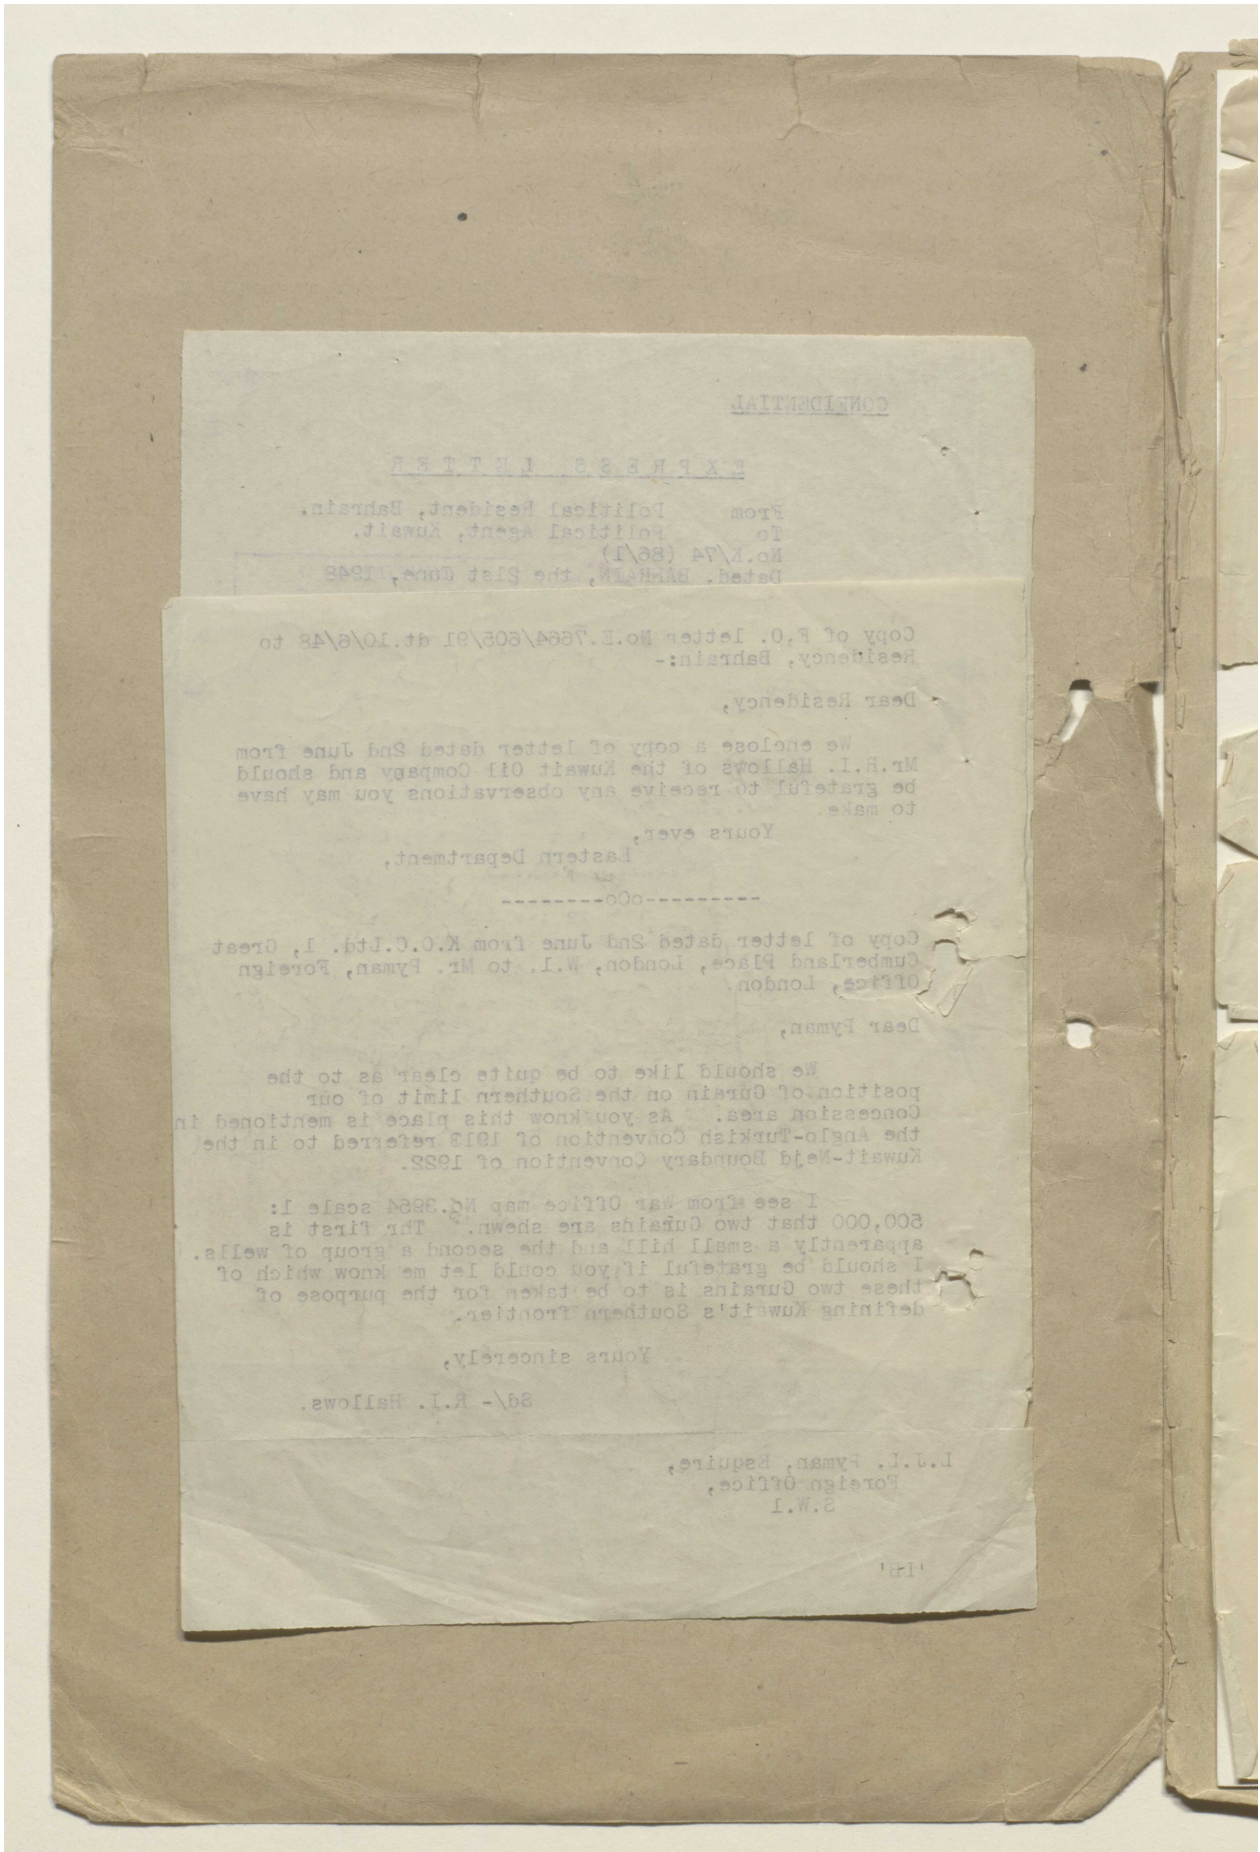 CONFIDENTIAL
EXPRESS LETTER
From Political Resident, Bahrain.
To Political Agent, Kuwait.
No.K/74 (86/1)
Dated. BAHRAIN, the 21st June, 1948
Copy of F.O. letter No.E.7664/605/91 dt.10/6/48 to
Residency, Bahrain:-
Dear Residency,
We enclose a copy of letter dated 2nd June from
Mr.R.I. Hallows of the Kuwait Oil Company and should
be grateful to receive any observations you may have
to make.
Yours ever,
Eastern Department.
---------oOo--------
Copy of letter dated 2nd June from K.O.C.Ltd. 1, Great
Cumberland Place, London, W.1. to Mr. Pyman, Foreign
Office, London.
Dear Pyman,
We should like to be quite clear as to the
position of Gurain on the Southern limit of our
Concession area. As you know this place is mentioned in
the Anglo-Turkish Convention of 1913 referred to in the
Kuwait-Nejd Boundary Convention of 1922.
I see from War Office map No.3964 scale 1:
500,000 that two Gurains are shewn. Thr first is
apparently a small hill and the second a group of wells.
I should be grateful if you could let me know which of
these two Gurains is to be taken for the purpose of
defining Kuwait's Southern frontier.
Yours sincerely,
Sd/- R.I. Hallows.
L.J.L. Pyman, Esquire,
Foreign Office,
S.W.1
'LB'